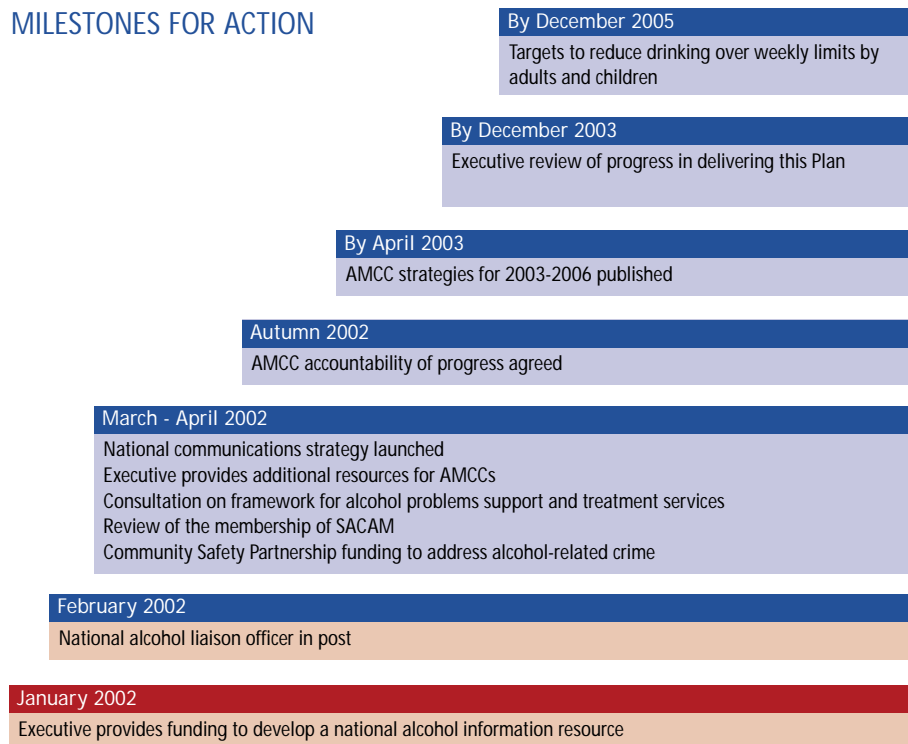 MILESTONES FOR ACTION
By December 2005
Targets to reduce drinking over weekly limits by
adults and children
By December 2003
Executive review of progress in delivering this Plan
By April 2003
AMCC strategies for 2003-2006 published
Autumn 2002
AMCC accountability of progress agreed
March - April 2002
National communications strategy launched
Executive provides additional resources for AMCCs
Consultation on framework for alcohol problems support and treatment services
Review of the membership of SACAM
Community Safety Partnership funding to address alcohol-related crime
February 2002
National alcohol liaison officer in post
January 2002
Executive provides funding to develop a national alcohol information resource